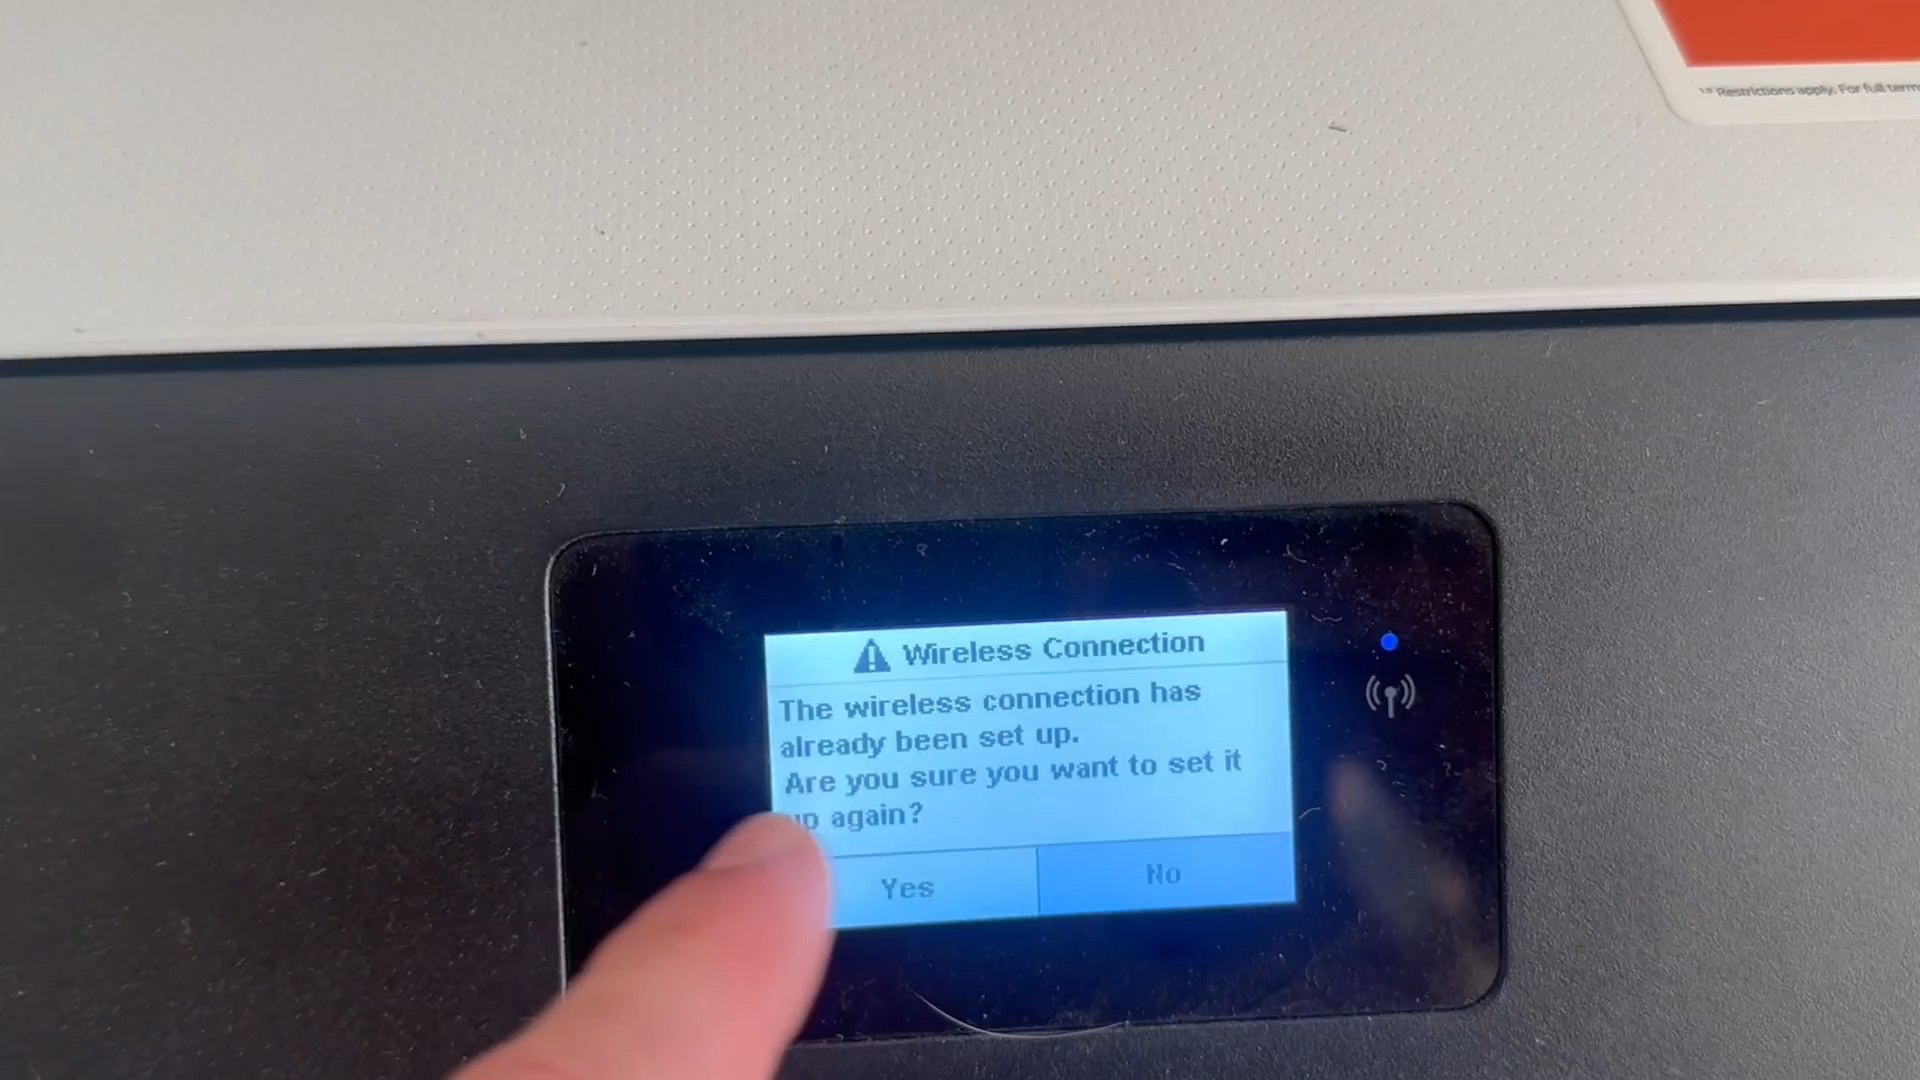 Restrictions apply. For full terms
Wireless Connection
The wireless connection has
already been set up.
Are you sure you want to set it
up again?
Yes
No